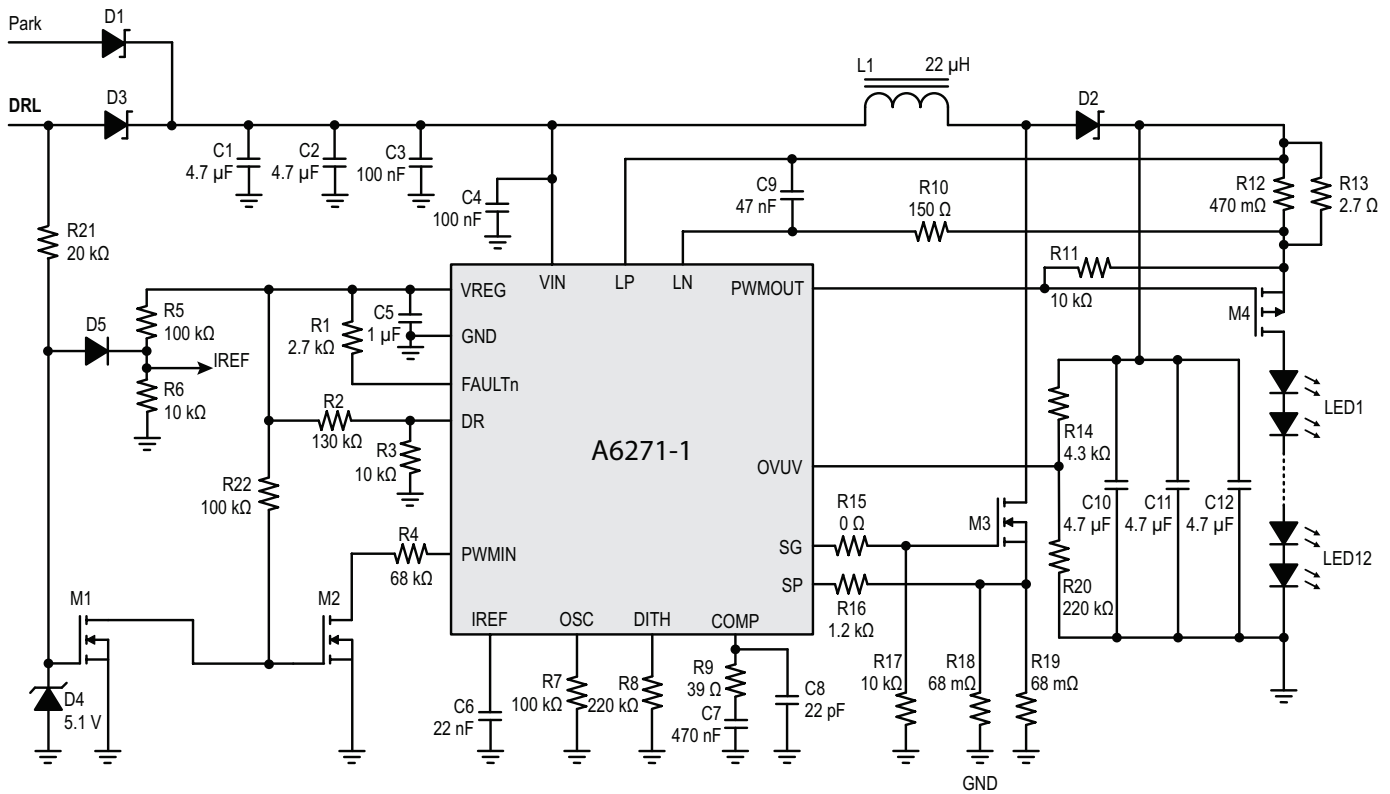 Park
D1
DRL
D3
L1
22 µH
D2
C1
4.7 µF
C2
4.7 µF
C3
100 nF
C4
100 nF
C9
47 nF
R10
150 Ω
R12
470 mΩ
R13
2.7 Ω
R21
20 kΩ
R11
10 kΩ
VIN
LP
LN
PWMOUT
VREG
GND
FAULTn
DR
PWMIN
A6271-1
OVUV
SG
SP
IREF
OSC
DITH
COMP
D5
R5
100 kΩ
IREF
R6
10 kΩ
R1
2.7 kΩ
C5
1 µF
R2
130 kΩ
R3
10 kΩ
R22
100 kΩ
R4
68 kΩ
M1
M2
D4
5.1 V
C6
22 nF
R7
100 kΩ
R8
220 kΩ
R9
39 Ω
C7
470 nF
C8
22 pF
R15
0 Ω
R16
1.2 kΩ
R17
10 kΩ
R18
68 mΩ
R19
68 mΩ
GND
M3
M4
R14
4.3 kΩ
R20
220 kΩ
C10
4.7 µF
C11
4.7 µF
C12
4.7 µF
LED1
LED12